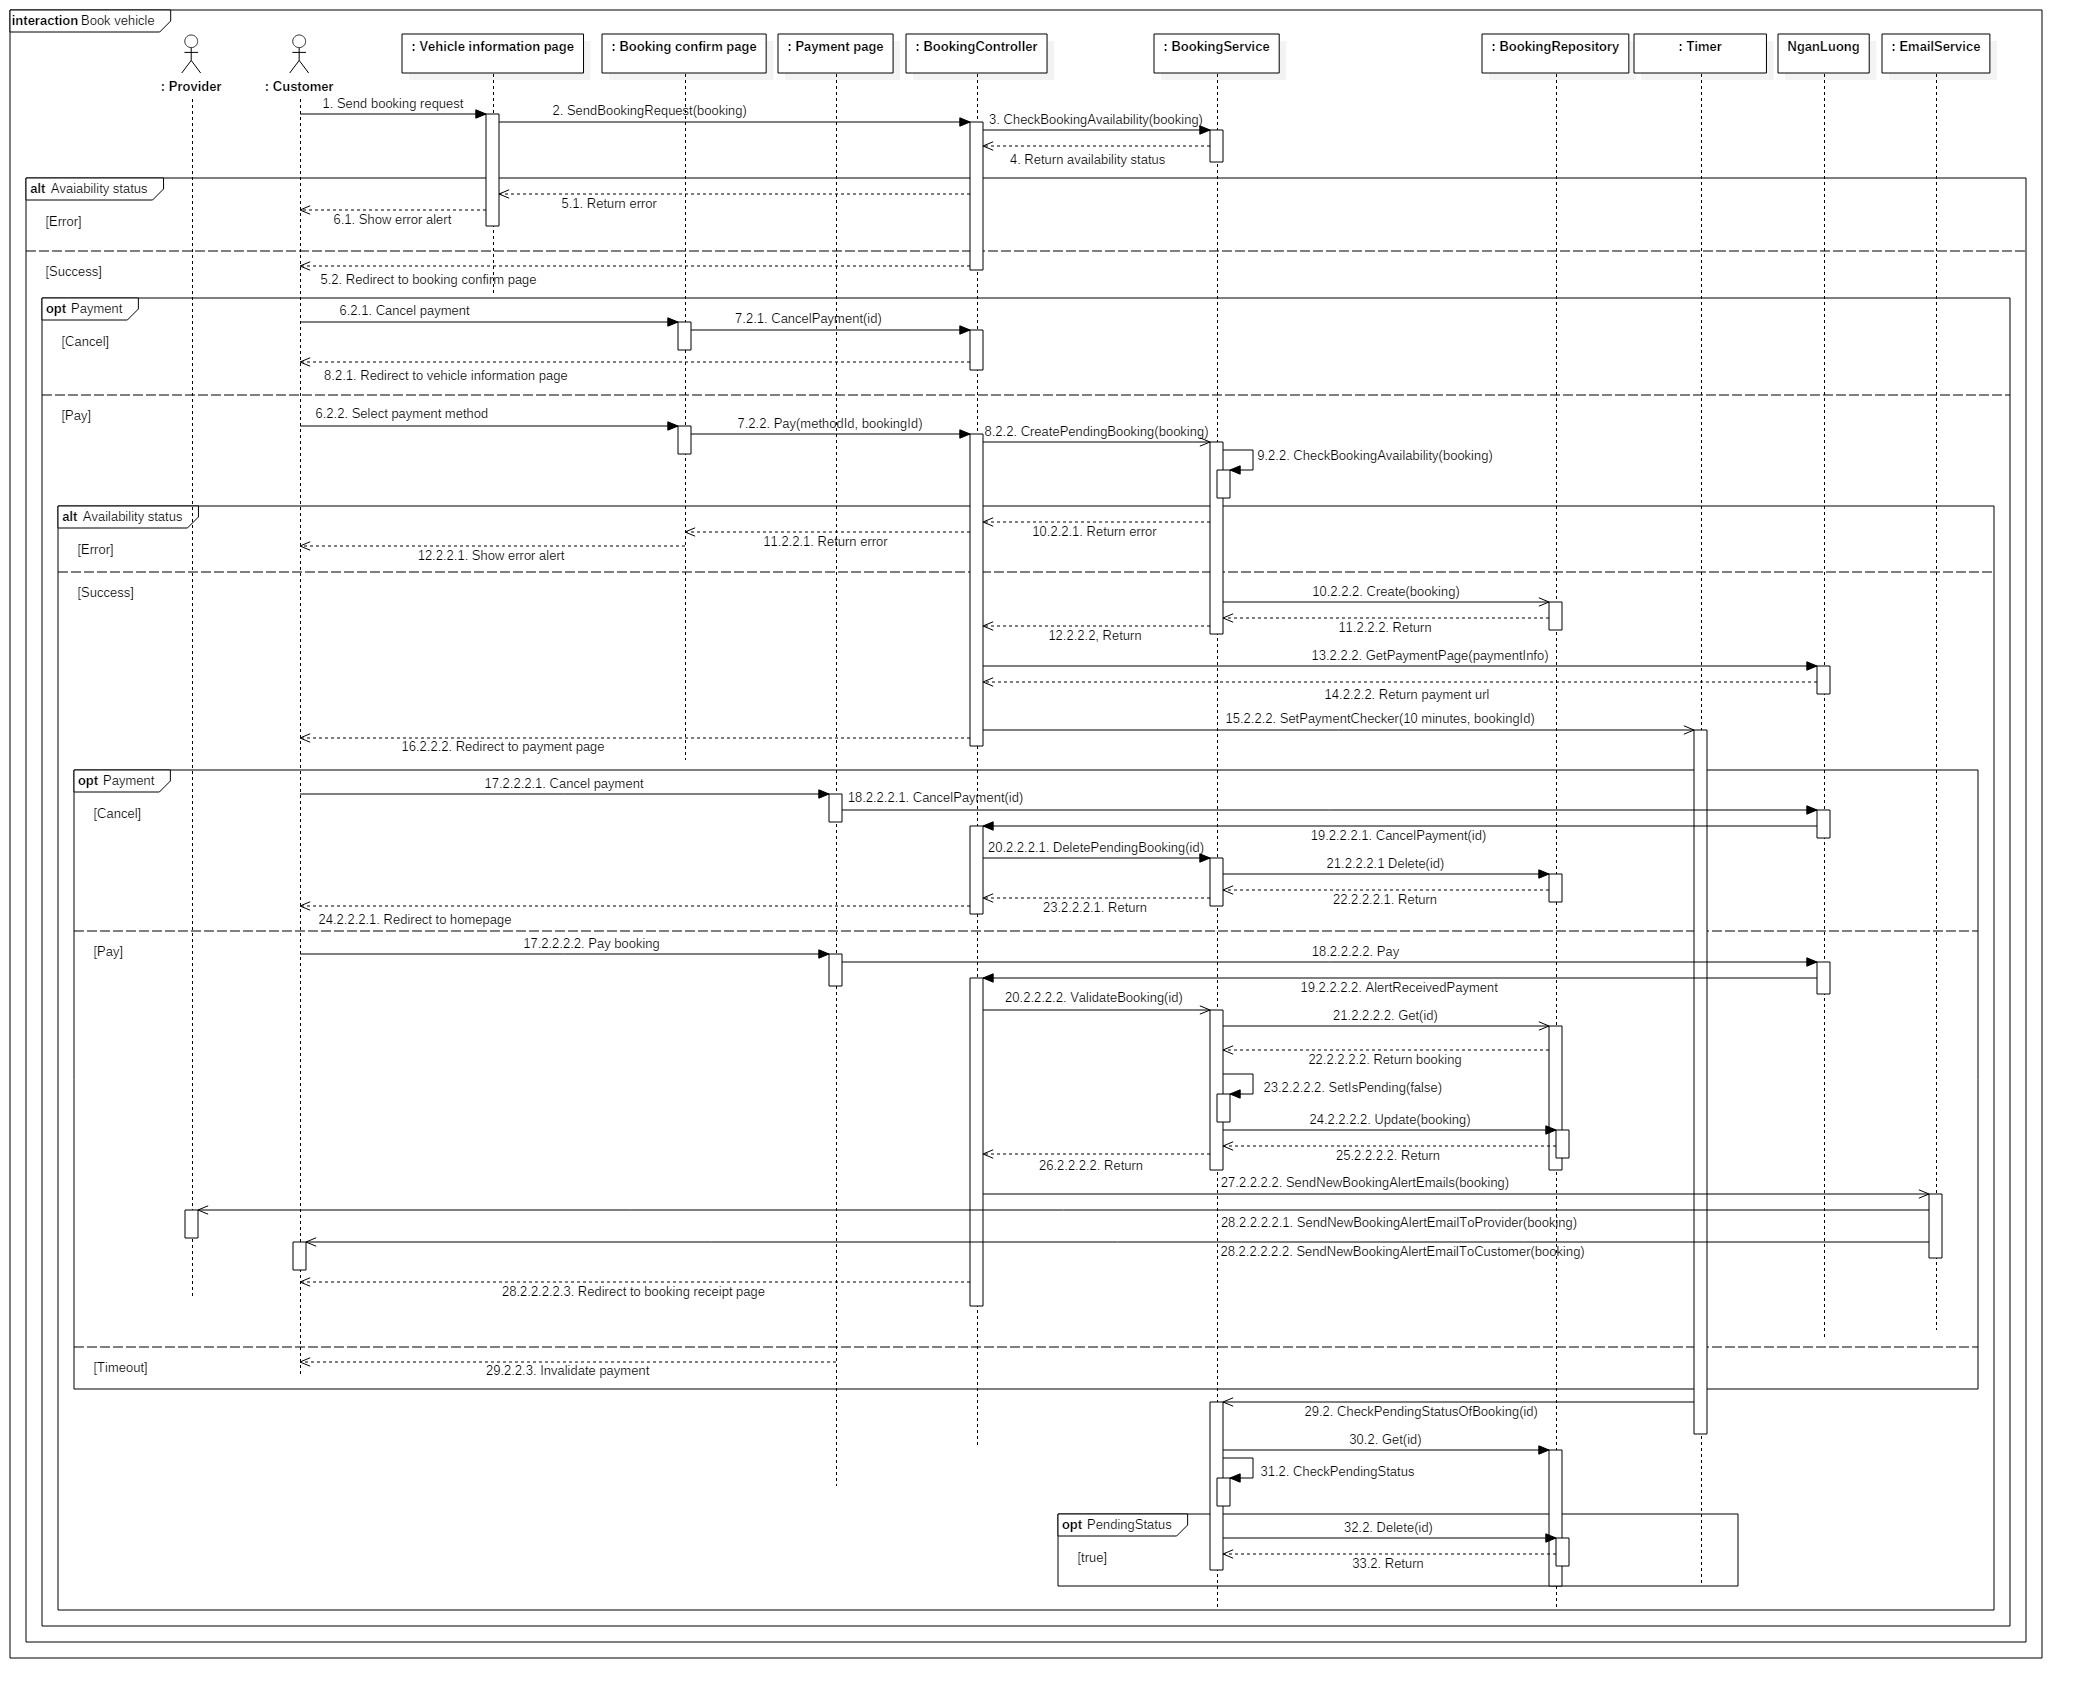 interaction Book vehicle
: Provider
: Customer
: Vehicle information page
: Booking confirm page
: Payment page
: BookingController
: BookingService
: BookingRepository
: Timer
NganLuong
: EmailService
1. Send booking request
2. SendBookingRequest(booking)
3. CheckBookingAvailability(booking)
4. Return availability status
alt Avaiability status
[Error]
5.1. Return error
6.1. Show error alert
[Success]
5.2. Redirect to booking confirm page
opt Payment
[Cancel]
6.2.1. Cancel payment
7.2.1. CancelPayment(id)
8.2.1. Redirect to vehicle information page
[Pay]
6.2.2. Select payment method
7.2.2. Pay(methodId, bookingId)
8.2.2. CreatePendingBooking(booking)
9.2.2. CheckBookingAvailability(booking)
alt Availability status
[Error]
10.2.2.1. Return error
11.2.2.1. Return error
12.2.2.1. Show error alert
[Success]
10.2.2.2. Create(booking)
11.2.2.2. Return
12.2.2.2, Return
13.2.2.2. GetPaymentPage(paymentInfo)
14.2.2.2. Return payment url
15.2.2.2. SetPaymentChecker(10 minutes, bookingId)
16.2.2.2. Redirect to payment page
opt Payment
[Cancel]
17.2.2.2.1. Cancel payment
18.2.2.2.1. CancelPayment(id)
19.2.2.2.1. CancelPayment(id)
20.2.2.2.1. DeletePendingBooking(id)
21.2.2.2.1 Delete(id)
22.2.2.2.1. Return
23.2.2.2.1. Return
24.2.2.2.1. Redirect to homepage
[Pay]
17.2.2.2.2. Pay booking
18.2.2.2.2. Pay
19.2.2.2.2. AlertReceivedPayment
20.2.2.2.2. ValidateBooking(id)
21.2.2.2.2. Get(id)
22.2.2.2.2. Return booking
23.2.2.2.2. SetIsPending(false)
24.2.2.2.2. Update(booking)
25.2.2.2.2. Return
26.2.2.2.2. Return
27.2.2.2.2. SendNewBookingAlertEmails(booking)
28.2.2.2.2.1. SendNewBookingAlertEmailToProvider(booking)
28.2.2.2.2.2. SendNewBookingAlertEmailToCustomer(booking)
28.2.2.2.2.3. Redirect to booking receipt page
[Timeout]
29.2.2.3. Invalidate payment
29.2. CheckPendingStatusOfBooking(id)
30.2. Get(id)
31.2. CheckPendingStatus
opt PendingStatus
[true]
32.2. Delete(id)
33.2. Return